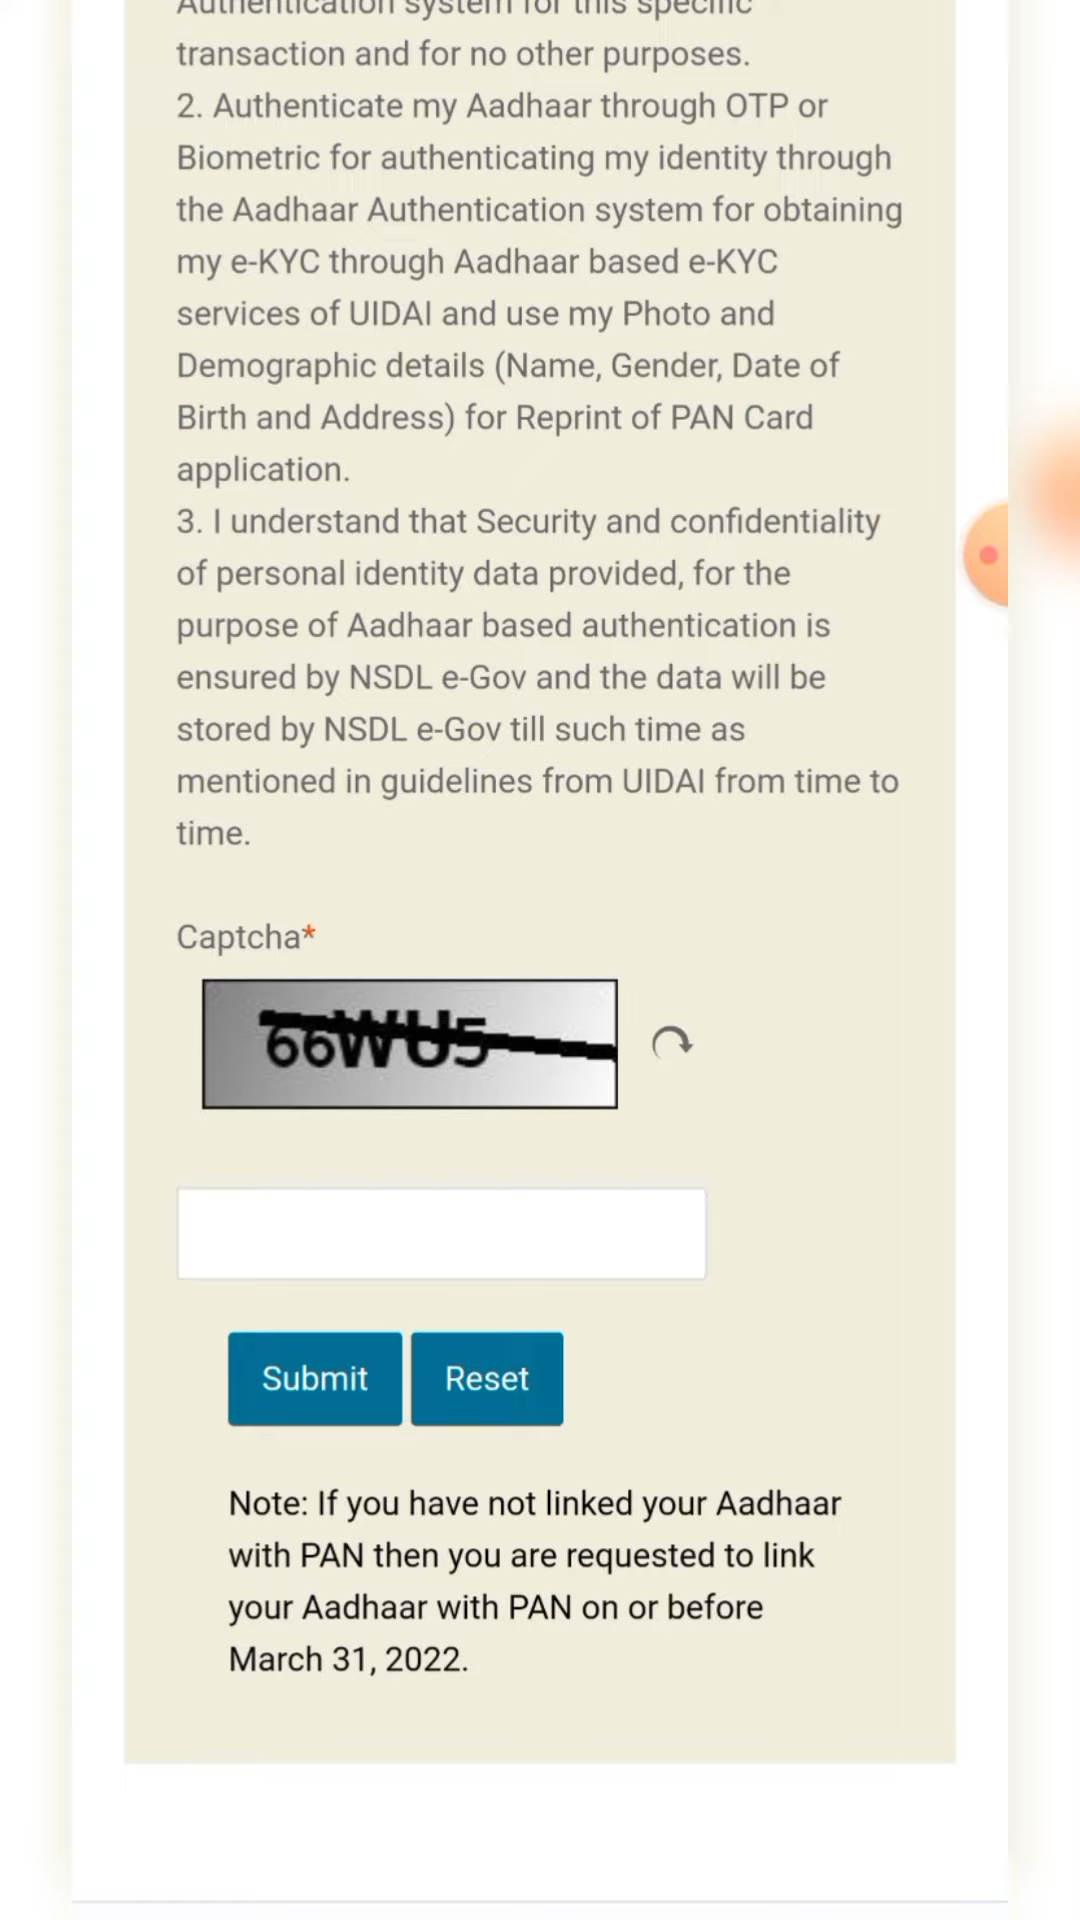 Authentication system for this specific
transaction and for no other purposes.
2. Authenticate my Aadhaar through OTP or
Biometric for authenticating my identity through
the Aadhaar Authentication system for obtaining
my e-KYC through Aadhaar based e-KYC
services of UIDAI and use my Photo and
Demographic details (Name, Gender, Date of
Birth and Address) for Reprint of PAN Card
application.
3. I understand that Security and confidentiality
of personal identity data provided, for the
purpose of Aadhaar based authentication is
ensured by NSDL e-Gov and the data will be
stored by NSDL e-Gov till such time as
mentioned in guidelines from UIDAI from time to
time.
Captcha*
66WU5
Submit Reset
Note: If you have not linked your Aadhaar
with PAN then you are requested to link
your Aadhaar with PAN on or before
March 31, 2022.